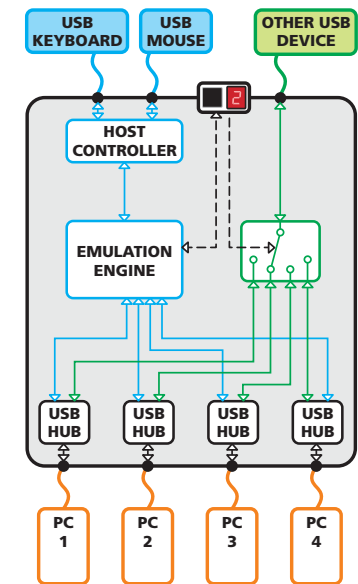 USB
KEYBOARD
USB
MOUSE
OTHER USB
DEVICE
2
HOST
CONTROLLER
EMULATION
ENGINE
USB
HUB
USB
HUB
USB
HUB
USB
HUB
PC
1
PC
2
PC
3
PC
4